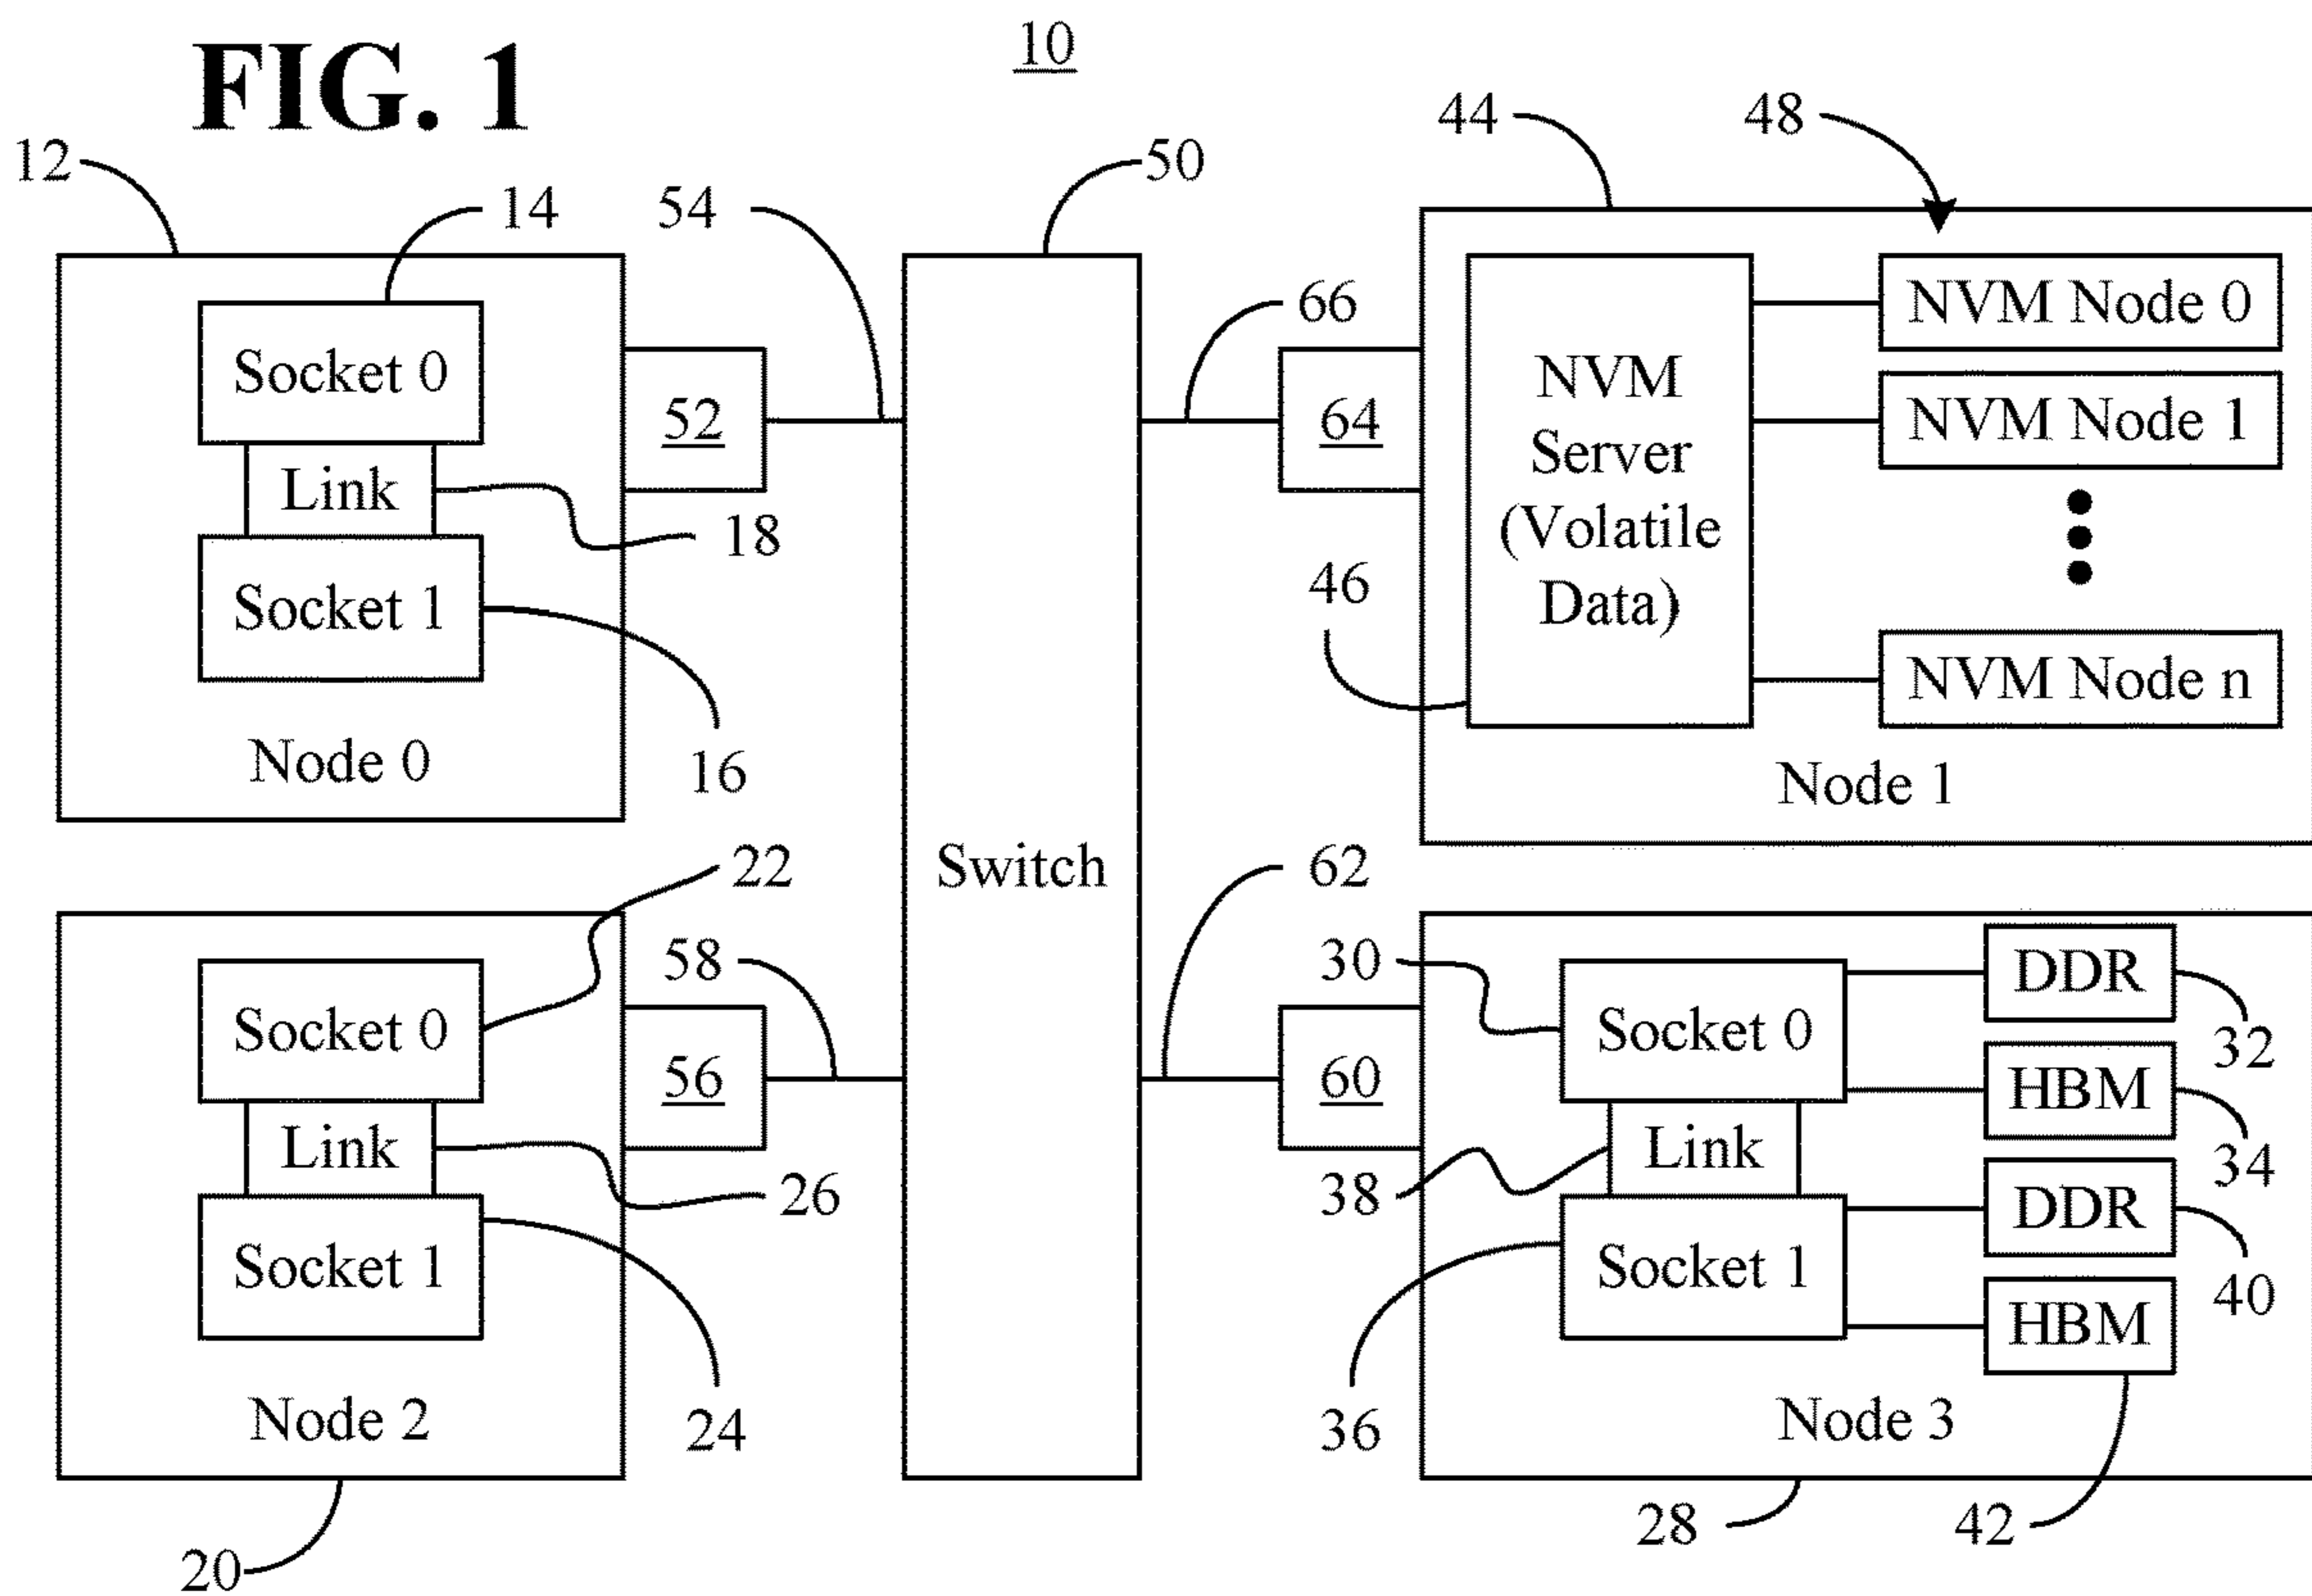 FIG. 1
10
12
14
54
50
44
48
Socket 0
Link
Socket 1
18
16
Node 0
52
66
64
46
NVM
Server
(Volatile
Data)
NVM Node 0
NVM Node 1
NVM Node n
Node 1
Switch
22
58
Socket 0
Link
Socket 1
26
24
Node 2
20
56
62
60
30
38
36
Socket 0
Link
Socket 1
DDR
32
HBM
34
DDR
40
HBM
Node 3
28
42